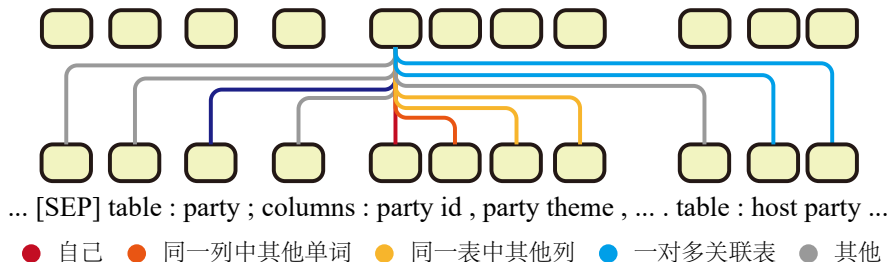 ... [SEP] table : party ; columns : party id , party theme , ... . table : host party ...
自己 同一列中其他单词 同一表中其他列 一对多关联表 其他